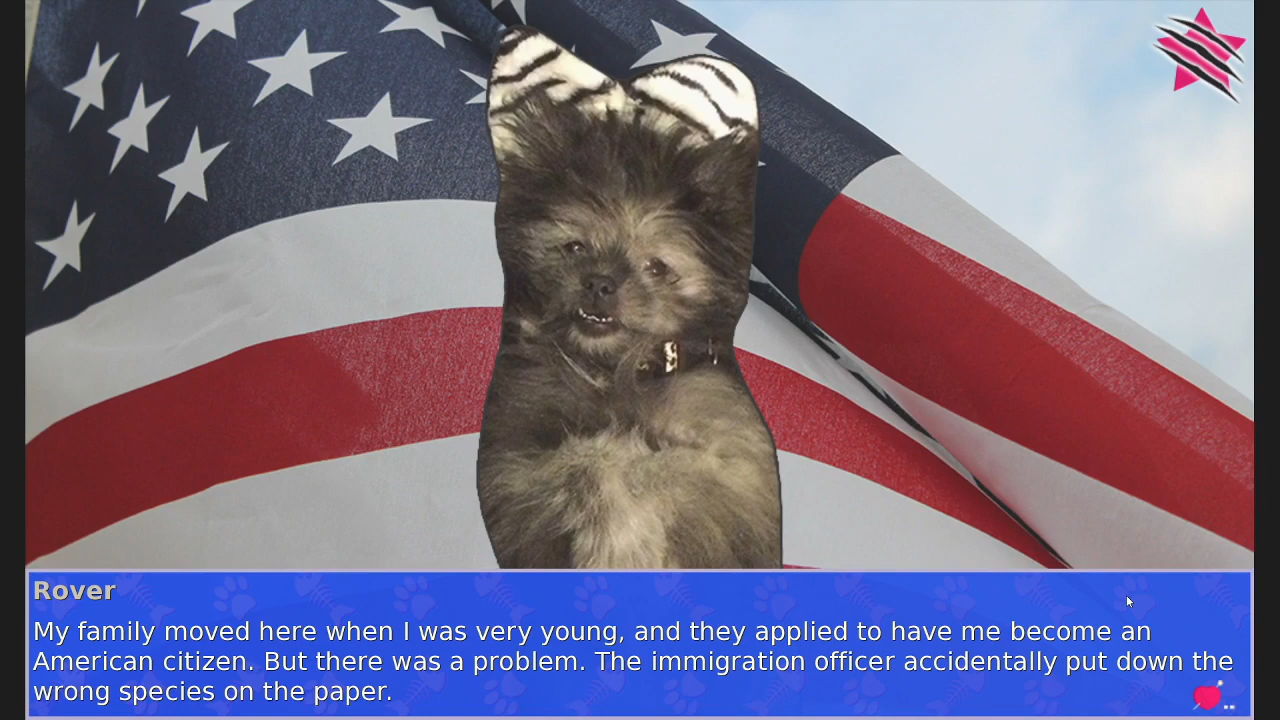 Rover
My family moved here when I was very young, and they applied to have me become an
American citizen. But there was a problem. The immigration officer accidentally put down the
wrong species on the paper.